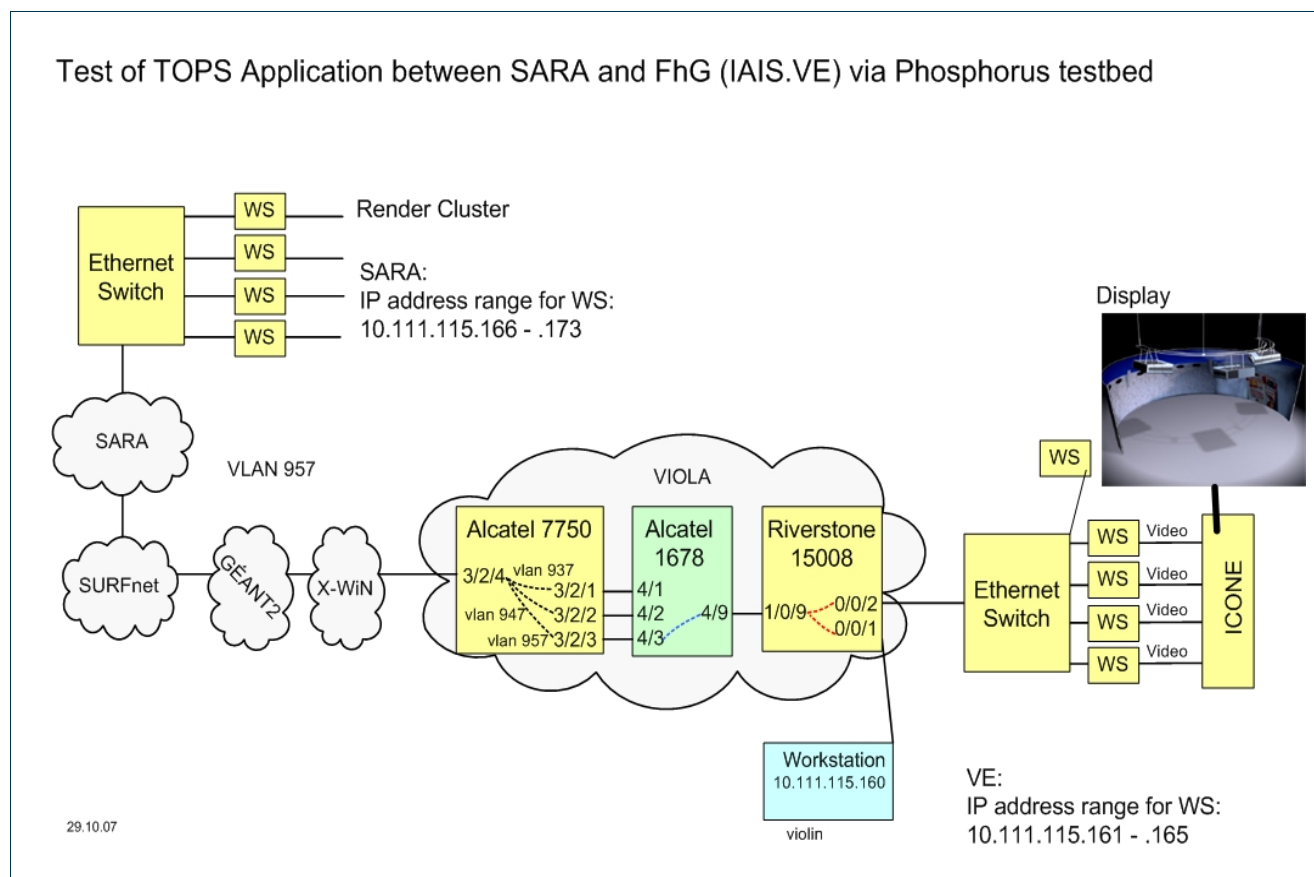 Test of TOPS Application between SARA and FhG (IAIS.VE) via Phosphorus testbed
Ethernet
Switch
WS
WS
WS
WS
Render Cluster
SARA:
IP address range for WS:
10.111.115.166 - .173
Display
SARA
VLAN 957
SURFnet
GÉANT2
X-WiN
VIOLA
Alcatel 7750
3/2/4
vlan 937
3/2/1
vlan 947
3/2/2
vlan 957
3/2/3
Alcatel
1678
4/1
4/2
4/9
4/3
Riverstone
15008
1/0/9
0/0/2
0/0/1
WS
Ethernet
Switch
WS
Video
WS
Video
WS
Video
WS
Video
ICONE
Workstation
10.111.115.160
violin
VE:
IP address range for WS:
10.111.115.161 - .165
29.10.07